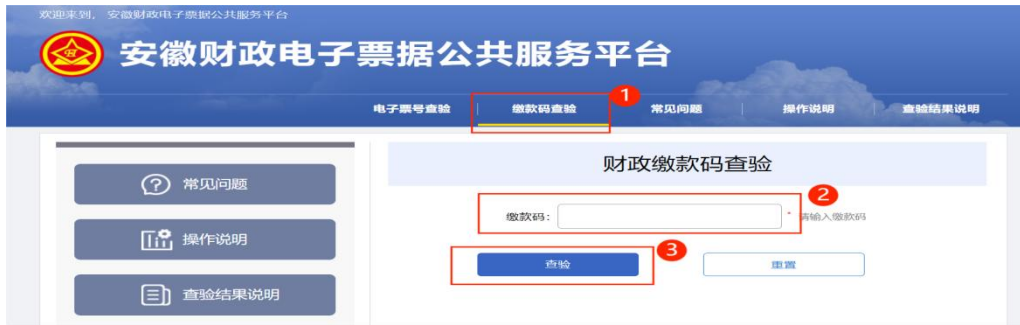 欢迎来到，安徽财政电子票据公共服务平台
安徽财政电子票据公共服务平台
电子票号查验 缴款码查验 1 常见问题 操作说明 查验结果说明
财政缴款码查验
常见问题
缴款码： * 请输入缴款码 2
操作说明
查验 3 重置
查验结果说明